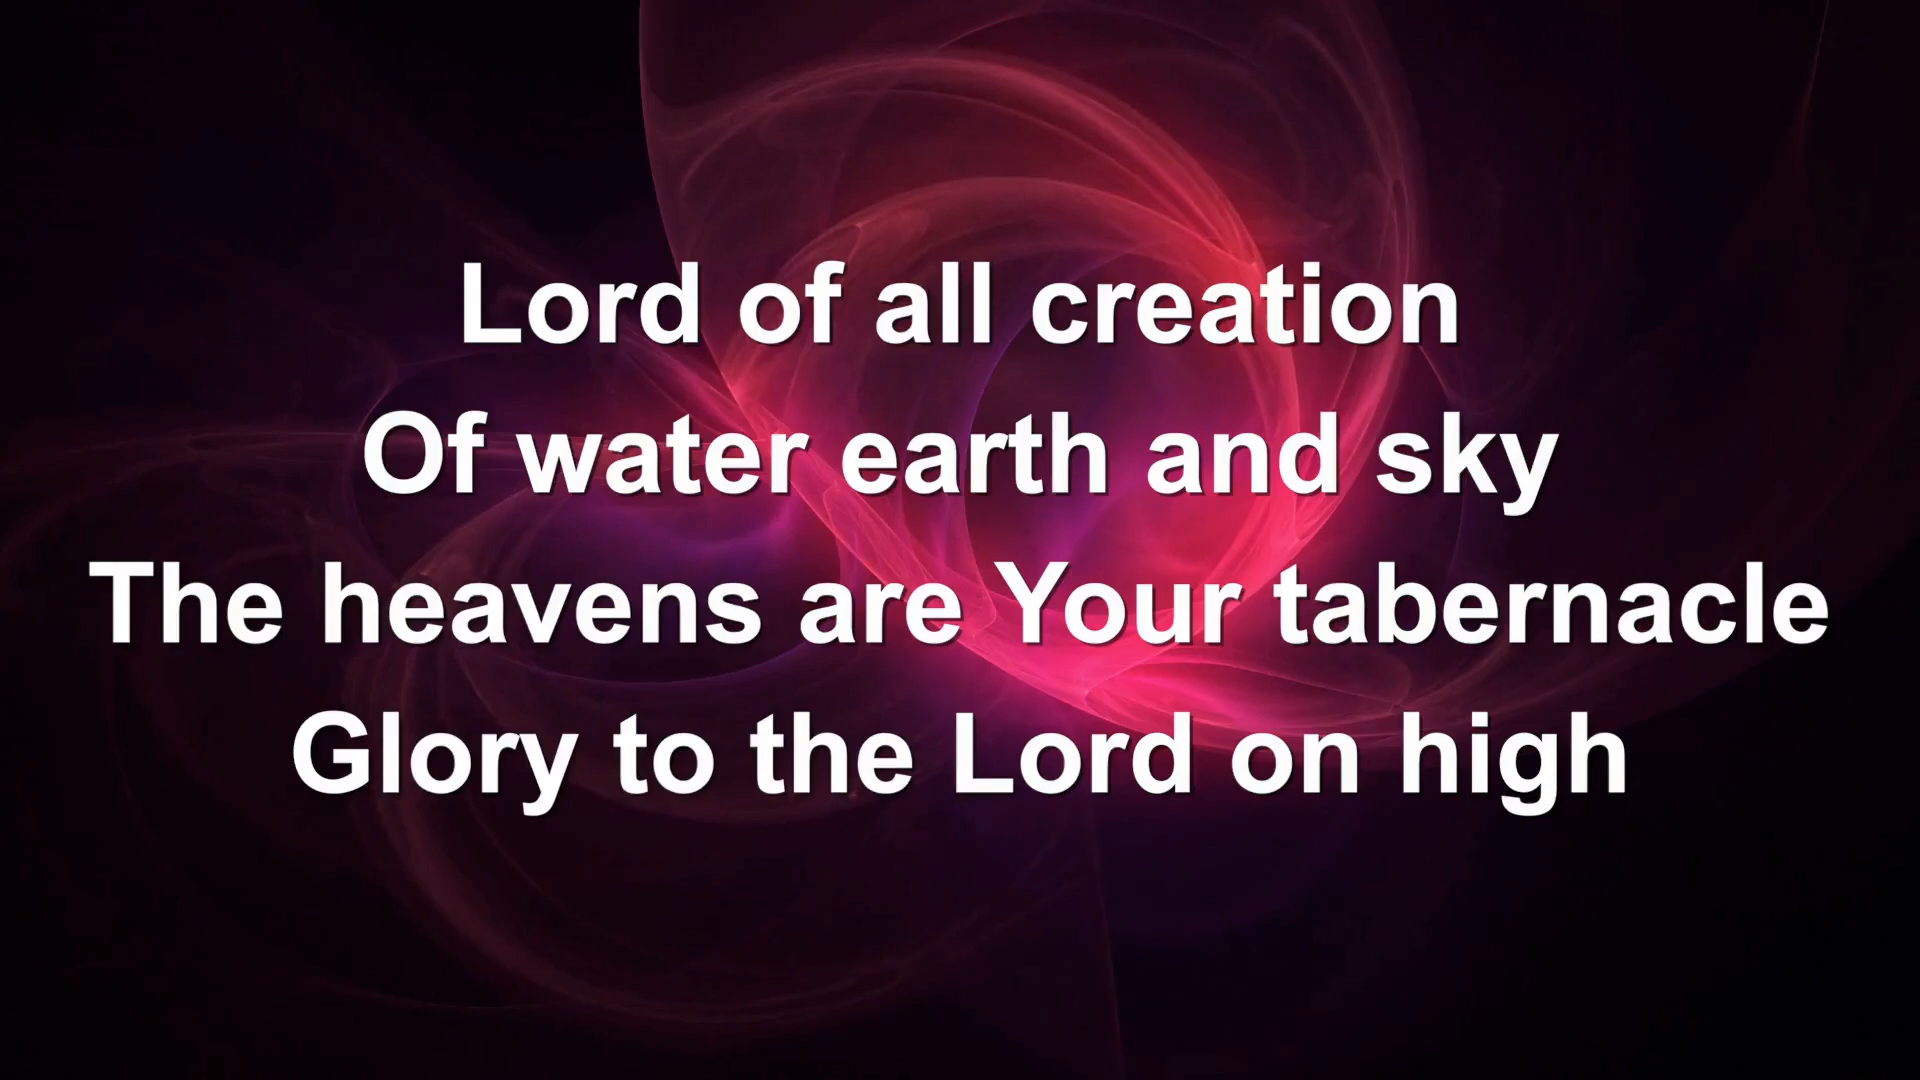 Lord of all creation
Of water earth and sky
The heavens are Your tabernacle
Glory to the Lord on high